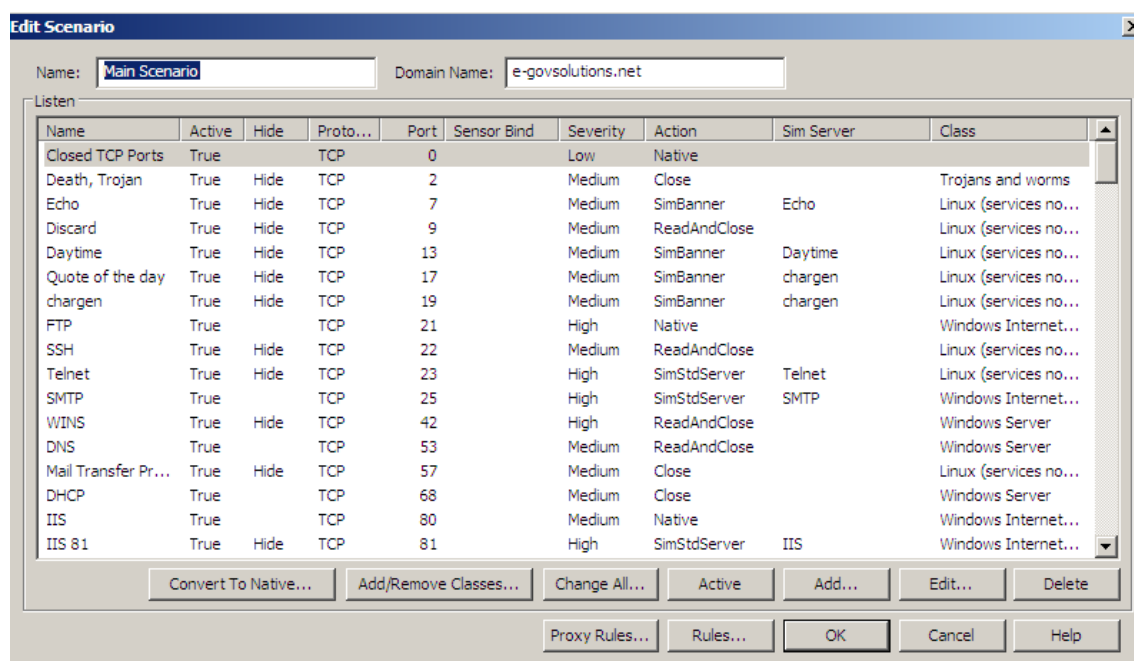 Edit Scenario
Name: Main Scenario Domain Name: e-govsolutions.net
Listen
Name Active Hide Proto... Port Sensor Bind Severity Action Sim Server Class
Closed TCP Ports True TCP 0 Low Native
Death, Trojan True Hide TCP 2 Medium Close Trojans and worms
Echo True Hide TCP 7 Medium SimBanner Echo Linux (services no...
Discard True Hide TCP 9 Medium ReadAndClose Linux (services no...
Daytime True Hide TCP 13 Medium SimBanner Daytime Linux (services no...
Quote of the day True Hide TCP 17 Medium SimBanner chargen Linux (services no...
chargen True Hide TCP 19 Medium SimBanner chargen Linux (services no...
FTP True TCP 21 High Native Windows Internet...
SSH True Hide TCP 22 Medium ReadAndClose Linux (services no...
Telnet True Hide TCP 23 High SimStdServer Telnet Linux (services no...
SMTP True TCP 25 High SimStdServer SMTP Windows Internet...
WINS True Hide TCP 42 High ReadAndClose Windows Server
DNS True TCP 53 Medium ReadAndClose Windows Server
Mail Transfer Pr... True Hide TCP 57 Medium Close Linux (services no...
DHCP True TCP 68 Medium Close Windows Server
IIS True TCP 80 Medium Native Windows Internet...
IIS 81 True Hide TCP 81 High SimStdServer IIS Windows Internet...
Convert To Native... Add/Remove Classes... Change All... Active Add... Edit... Delete
Proxy Rules... Rules... OK Cancel Help